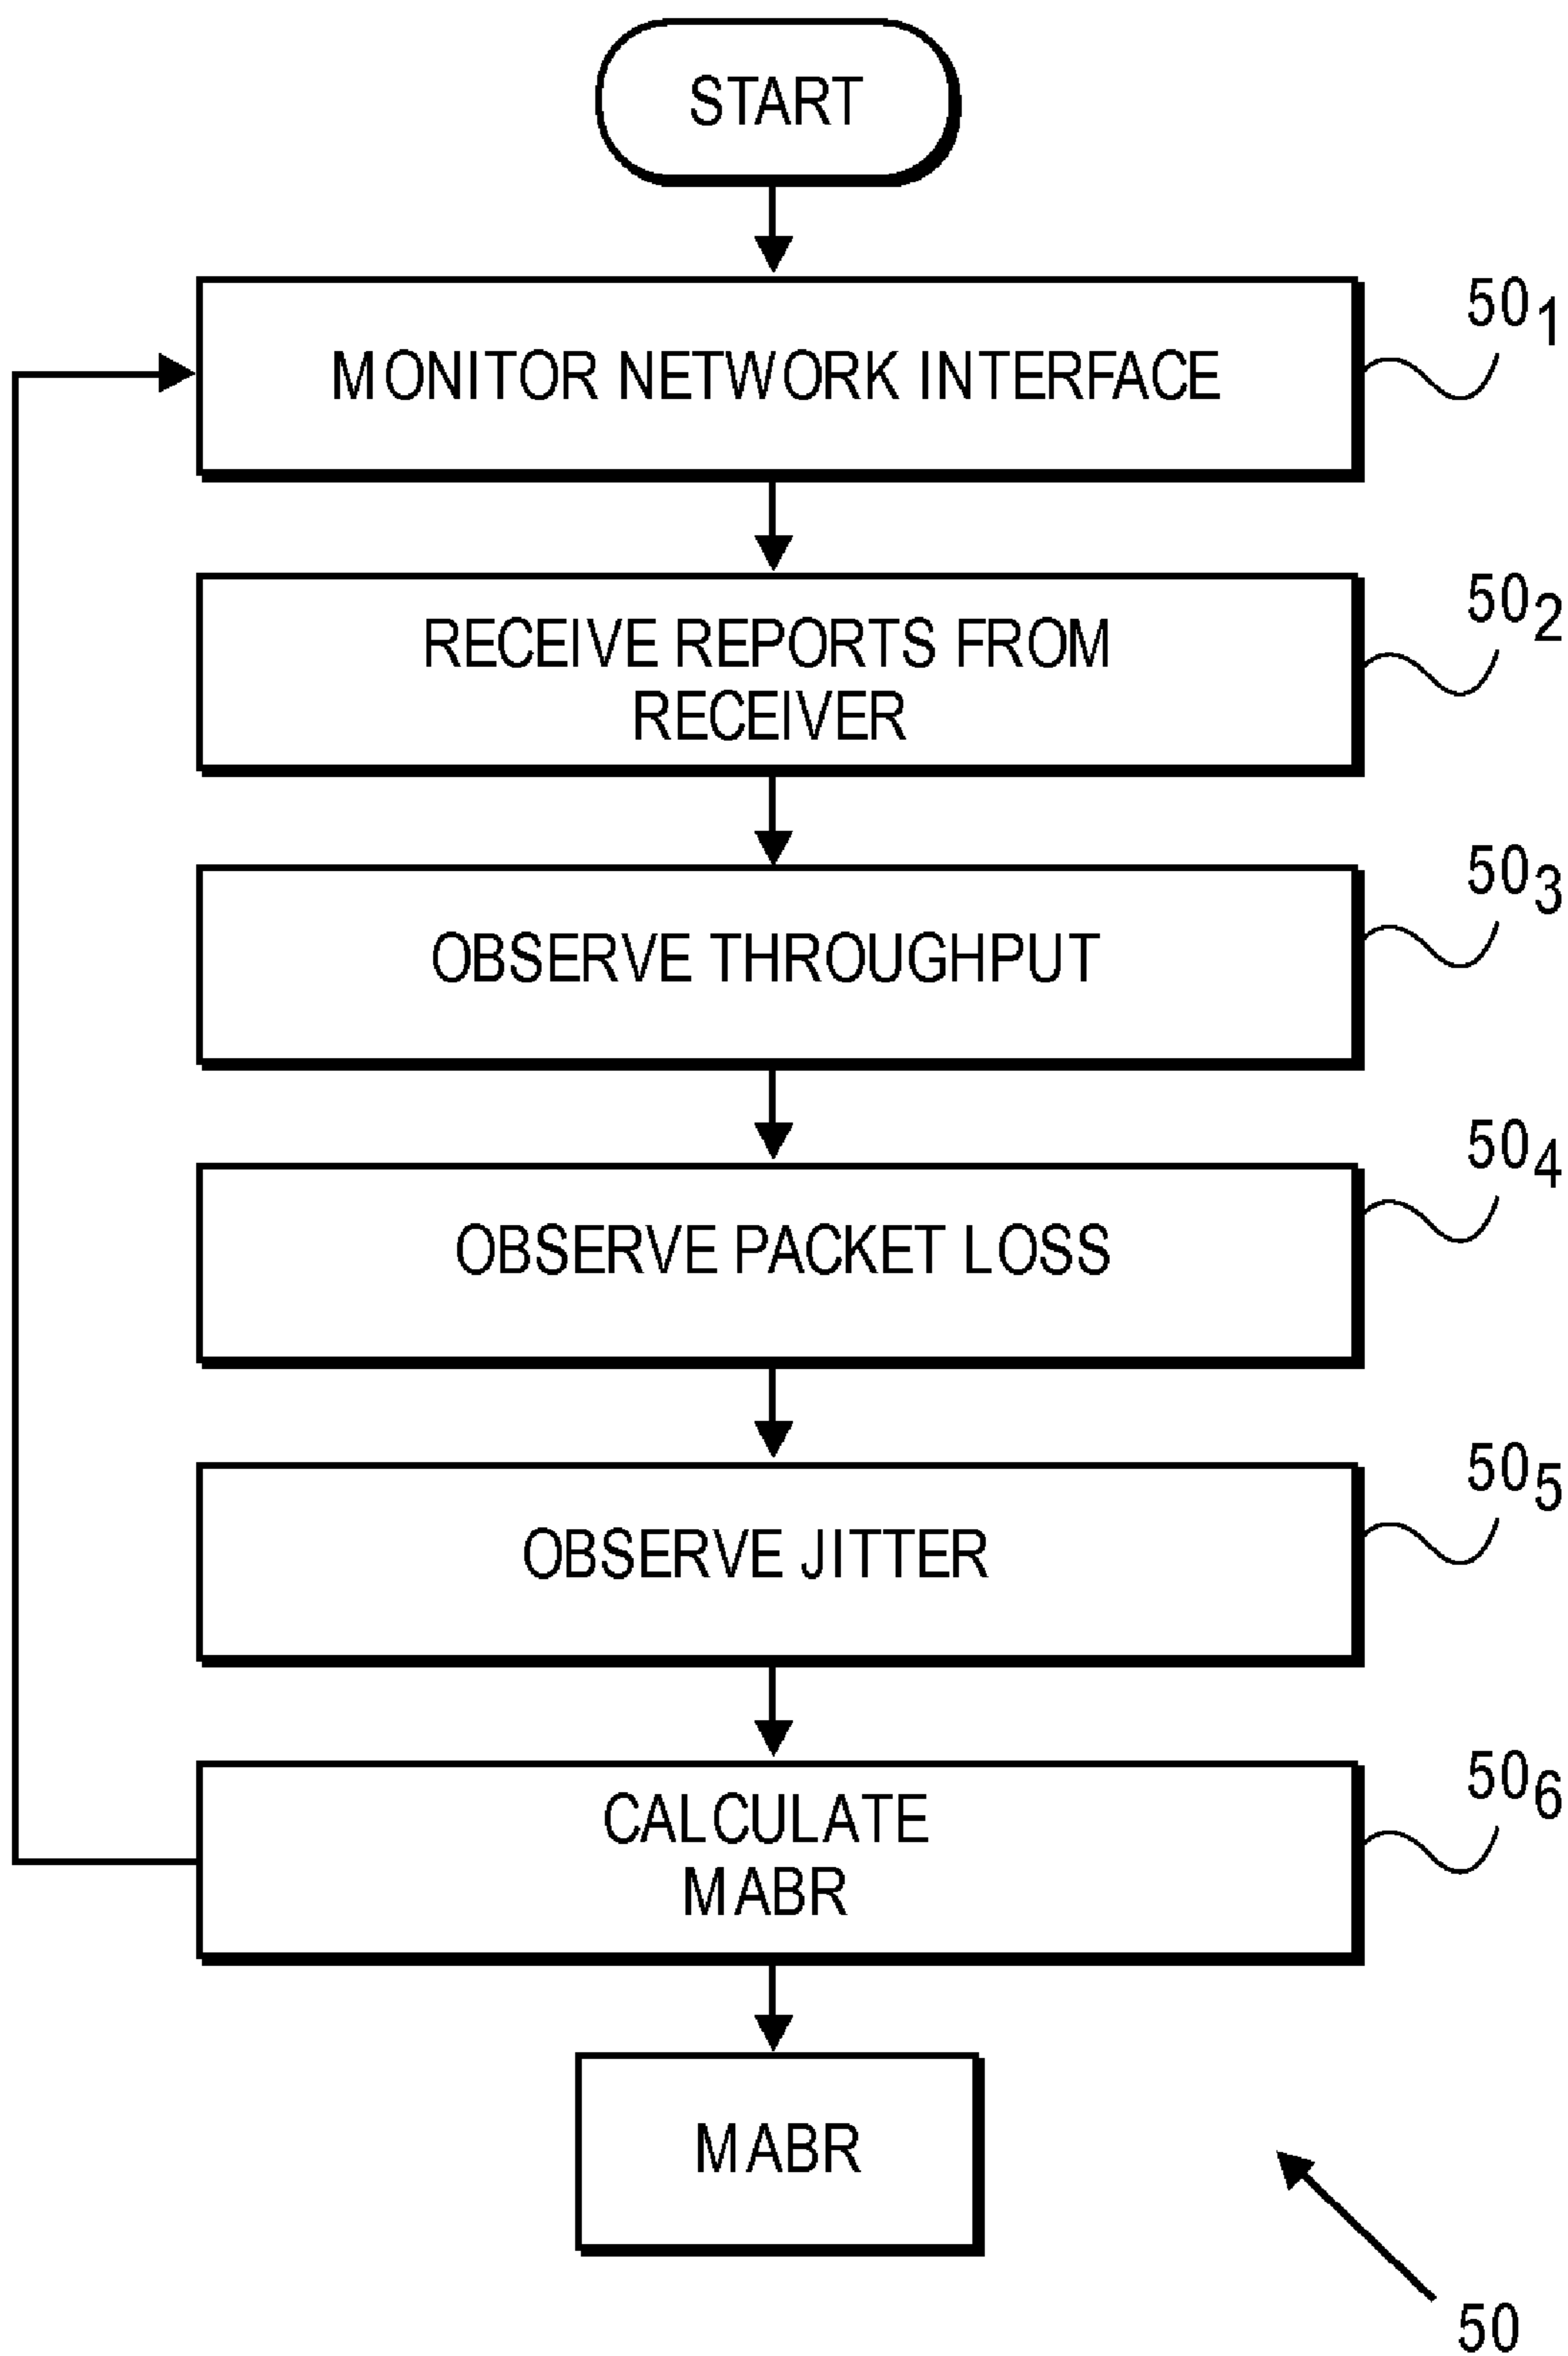 START
MONITOR NETWORK INTERFACE
50₁
RECEIVE REPORTS FROM
RECEIVER
50₂
OBSERVE THROUGHPUT
50₃
OBSERVE PACKET LOSS
50₄
OBSERVE JITTER
50₅
CALCULATE
MABR
50₆
MABR
50